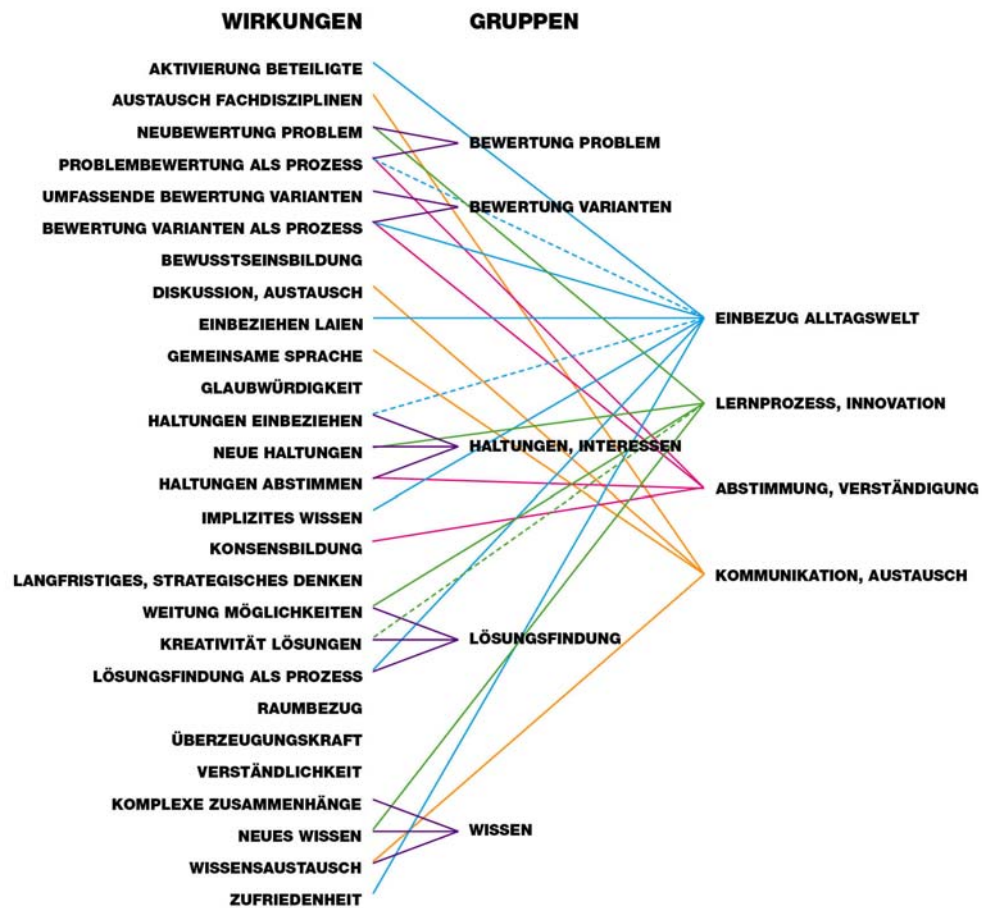 WIRKUNGEN
GRUPPEN
AKTIVIERUNG BETEILIGTE
AUSTAUSCH FACHDISZIPLINEN
NEUBEWERTUNG PROBLEM
PROBLEMBEWERTUNG ALS PROZESS
UMFASSENDE BEWERTUNG VARIANTEN
BEWERTUNG VARIANTEN ALS PROZESS
BEWUSSTSEINSBILDUNG
DISKUSSION, AUSTAUSCH
EINBEZIEHEN LAIEN
GEMEINSAME SPRACHE
GLAUBWÜRDIGKEIT
HALTUNGEN EINBEZIEHEN
NEUE HALTUNGEN
HALTUNGEN ABSTIMMEN
IMPLIZITES WISSEN
KONSENSBILDUNG
LANGFRISTIGES, STRATEGISCHES DENKEN
WEITUNG MÖGLICHKEITEN
KREATIVITÄT LÖSUNGEN
LÖSUNGSFINDUNG ALS PROZESS
RAUMBEZUG
ÜBERZEUGUNGSKRAFT
VERSTÄNDLICHKEIT
KOMPLEXE ZUSAMMENHÄNGE
NEUES WISSEN
WISSENSAUSTAUSCH
ZUFRIEDENHEIT
BEWERTUNG PROBLEM
BEWERTUNG VARIANTEN
HALTUNGEN, INTERESSEN
LÖSUNGSFINDUNG
WISSEN
EINBEZUG ALLTAGSWELT
LERNPROZESS, INNOVATION
ABSTIMMUNG, VERSTÄNDIGUNG
KOMMUNIKATION, AUSTAUSCH